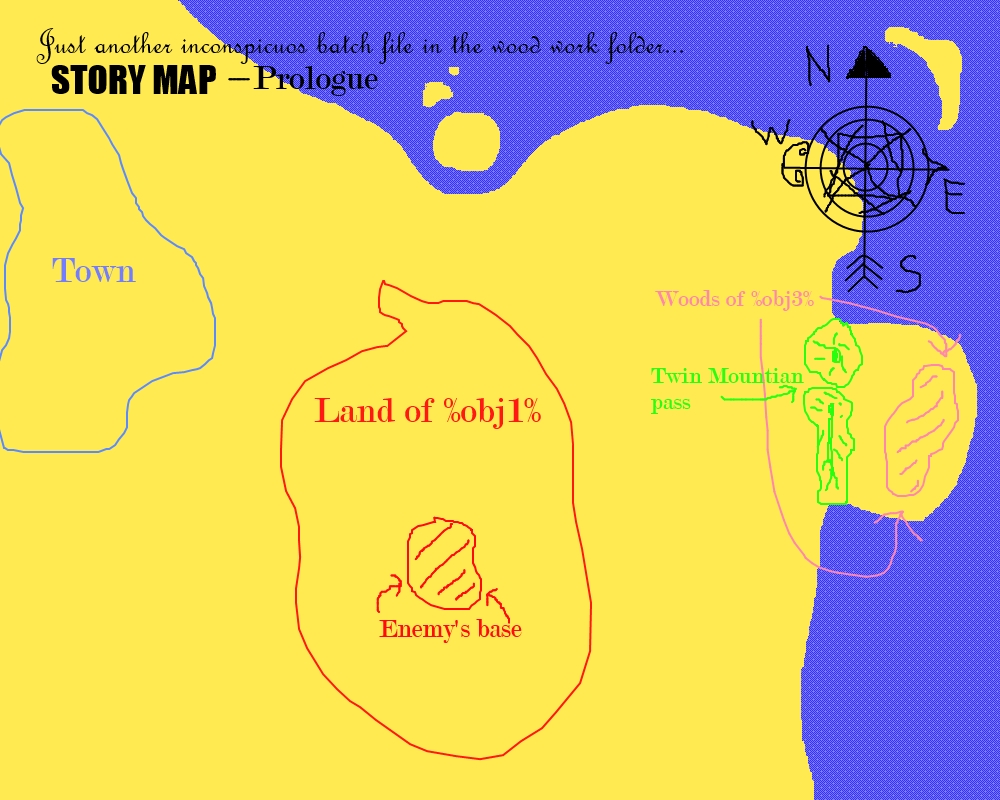 Just another inconspicuos batch file in the wood work folder...
STORY MAP – Prologue
N
W
E
S
Town
Woods of %obj3%
Twin Mountian
pass
Land of %obj1%
Enemy's base